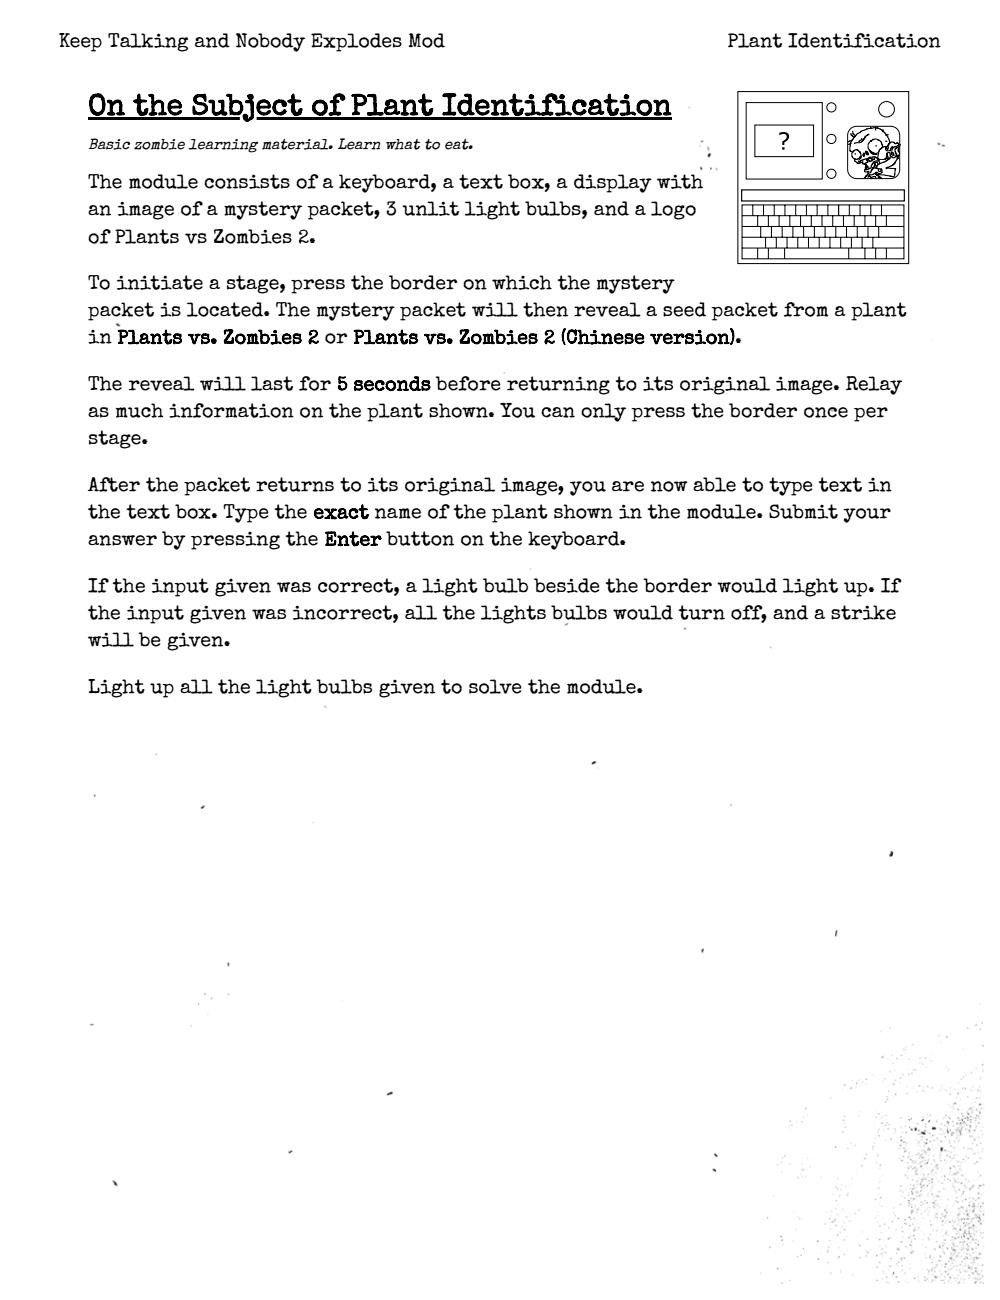 Keep Talking and Nobody Explodes Mod
Plant Identification
On the Subject of Plant Identification
Basic zombie learning material. Learn what to eat.
The module consists of a keyboard, a text box, a display with
an image of a mystery packet, 3 unlit light bulbs, and a logo
of Plants vs Zombies 2.
?
To initiate a stage, press the border on which the mystery
packet is located. The mystery packet will then reveal a seed packet from a plant
in Plants vs. Zombies 2 or Plants vs. Zombies 2 (Chinese version).
The reveal will last for 5 seconds before returning to its original image. Relay
as much information on the plant shown. You can only press the border once per
stage.
After the packet returns to its original image, you are now able to type text in
the text box. Type the exact name of the plant shown in the module. Submit your
answer by pressing the Enter button on the keyboard.
If the input given was correct, a light bulb beside the border would light up. If
the input given was incorrect, all the lights bulbs would turn off, and a strike
will be given.
Light up all the light bulbs given to solve the module.